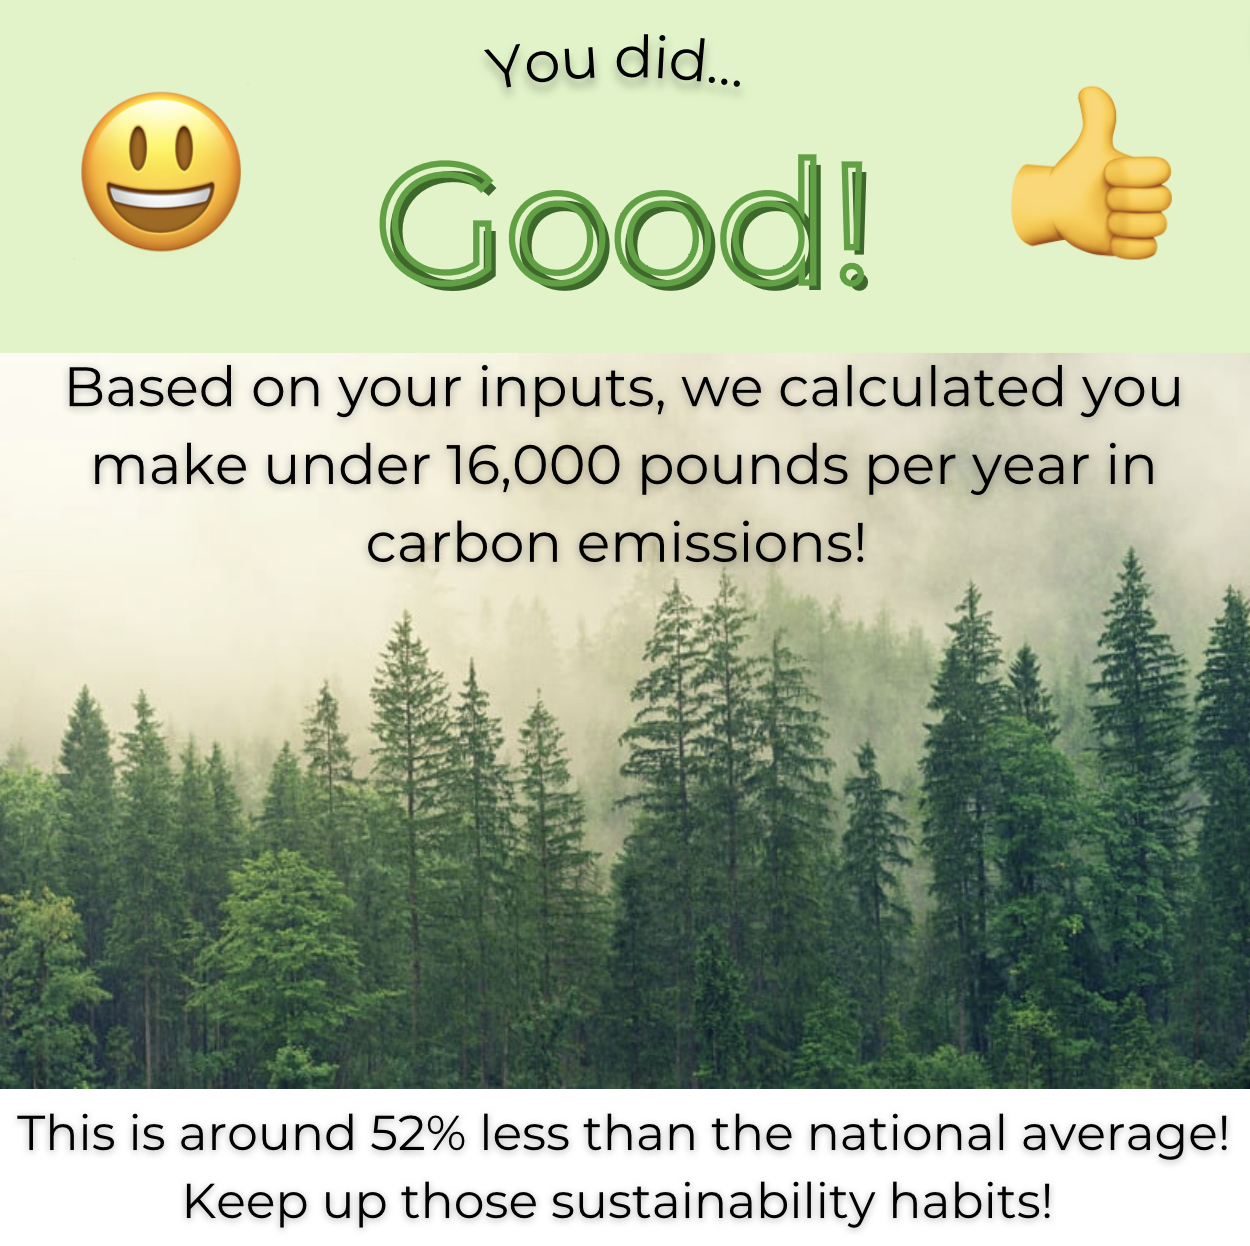 You did...
Good!
Based on your inputs, we calculated you
make under 16,000 pounds per year in
carbon emissions!
This is around 52% less than the national average!
Keep up those sustainability habits!